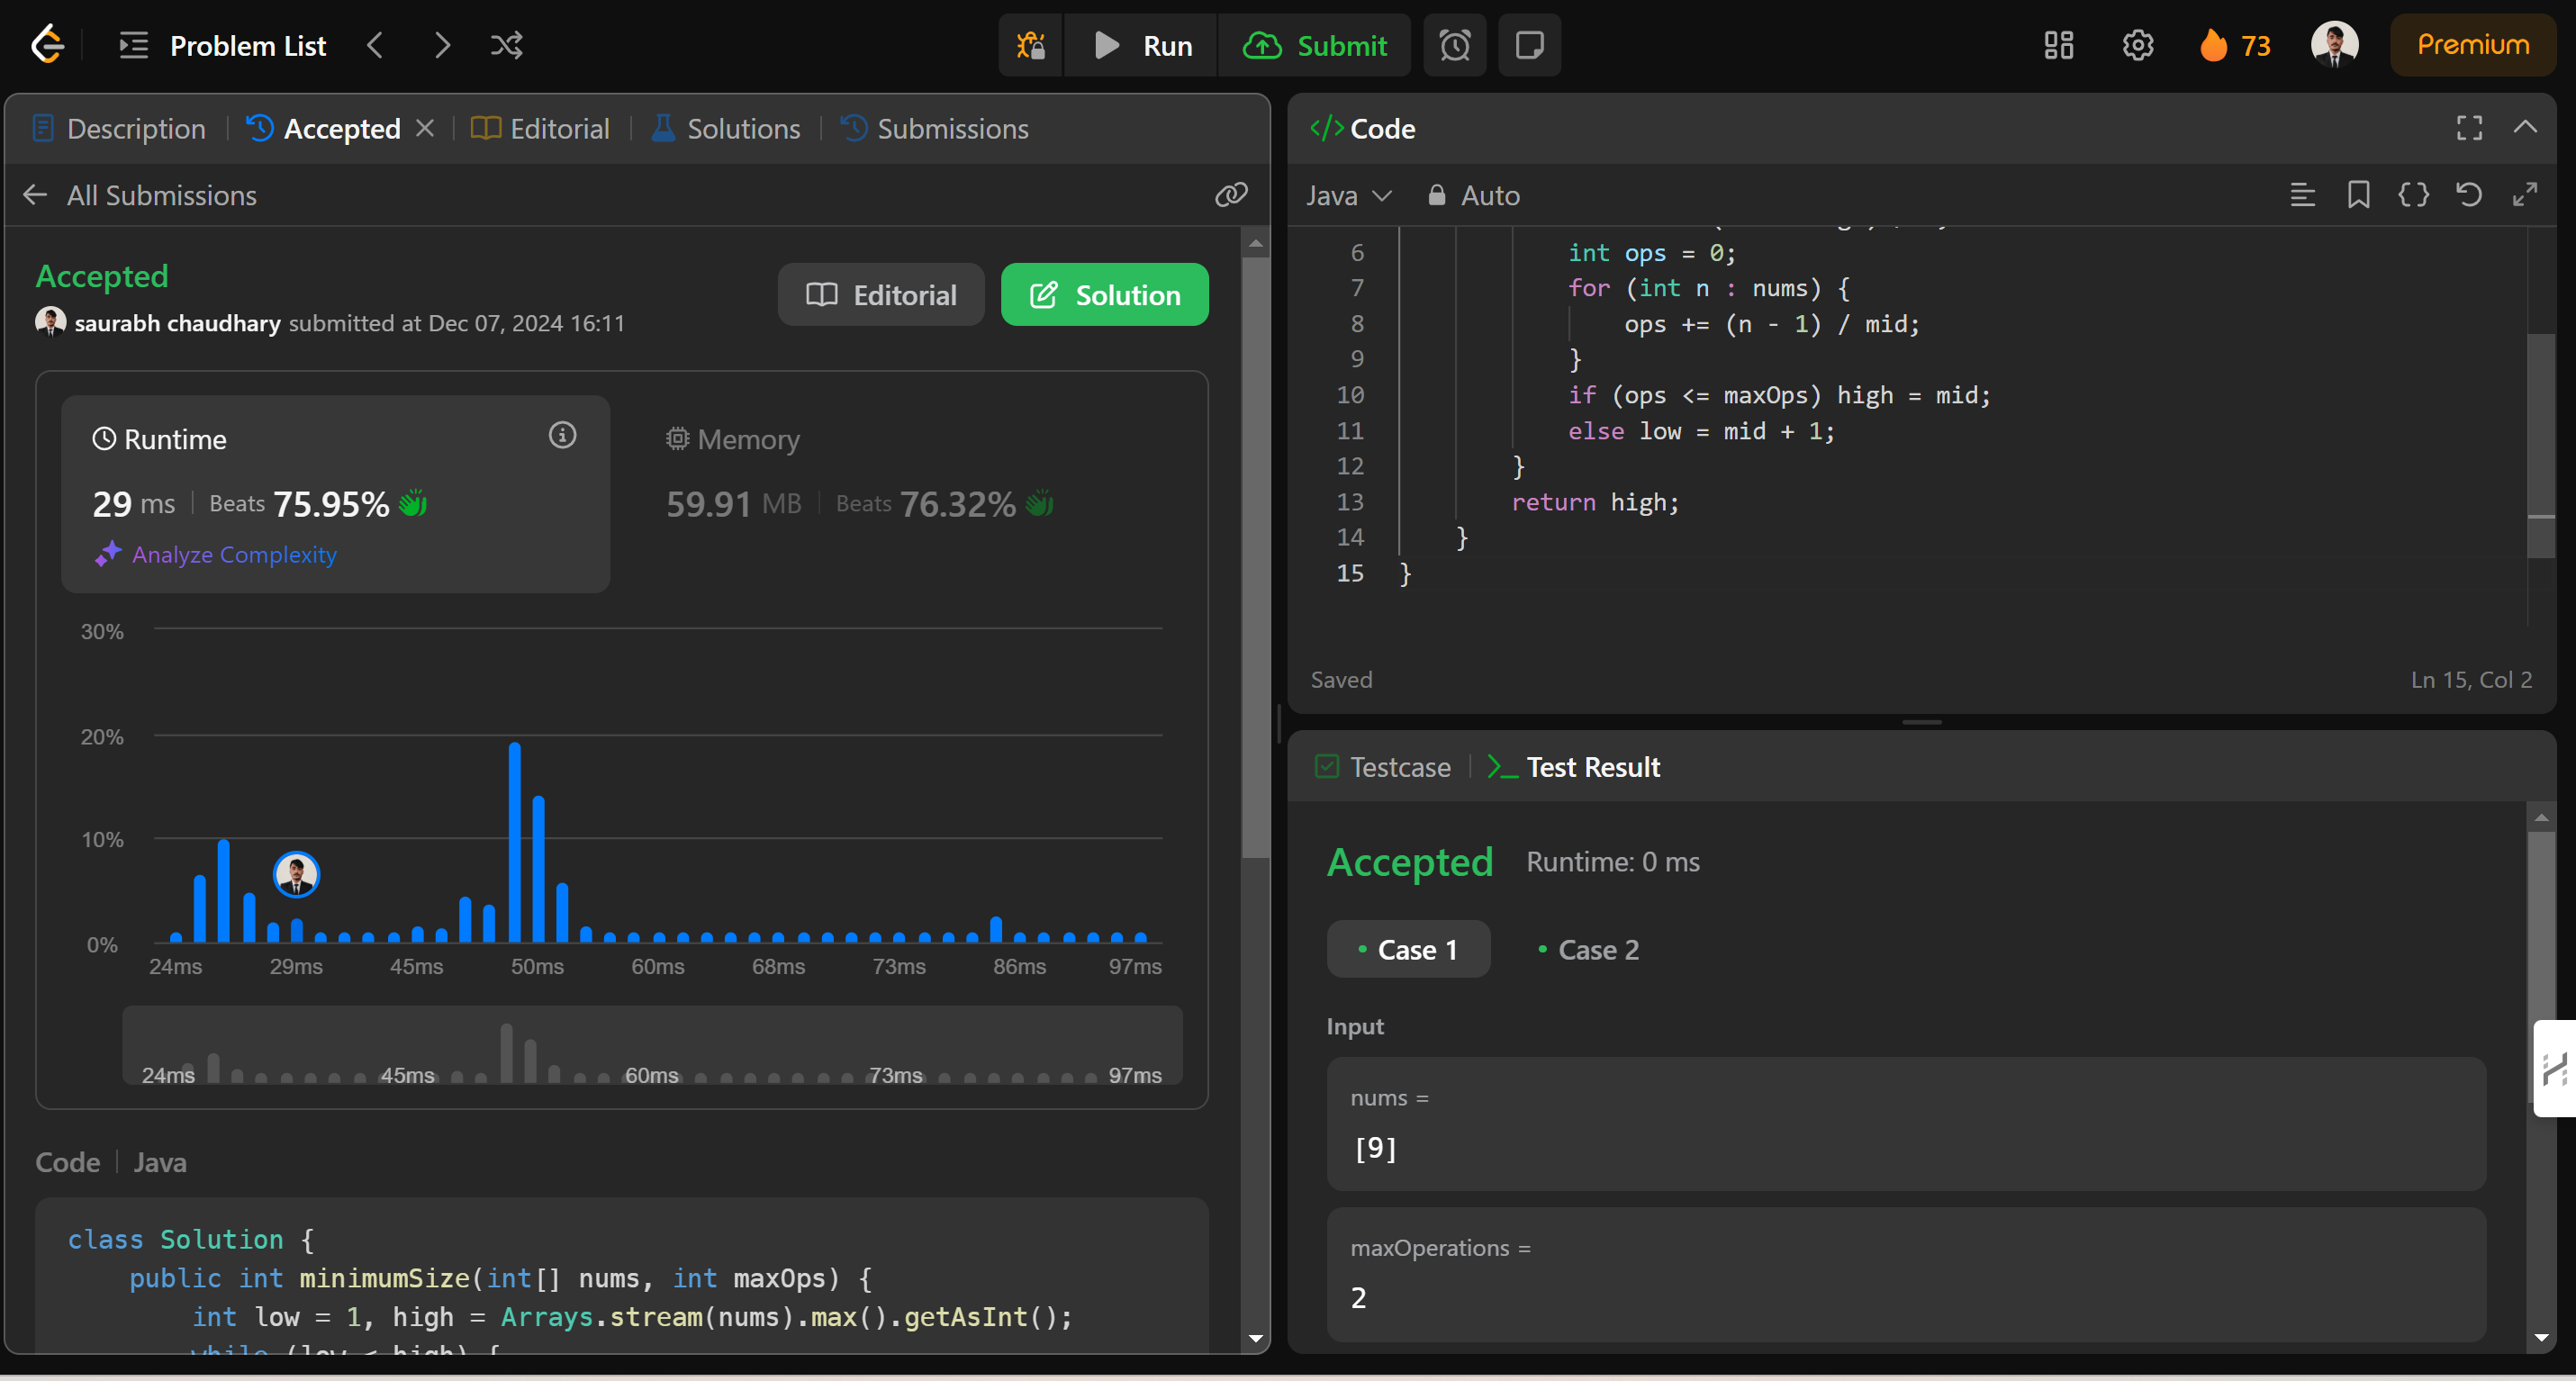 Problem List
Run
Submit
73
Premium
Description
Accepted
Editorial
Solutions
Submissions
All Submissions
Accepted
saurabh chaudhary submitted at Dec 07, 2024 16:11
Editorial
Solution
Runtime
29 ms
Beats 75.95%
Analyze Complexity
Memory
59.91 MB
Beats 76.32%
30%
20%
10%
0%
24ms 29ms 45ms 50ms 60ms 68ms 73ms 86ms 97ms
24ms 45ms 60ms 73ms 97ms
Code
Java
class Solution {
public int minimumSize(int[] nums, int maxOps) {
int low = 1, high = Arrays.stream(nums).max().getAsInt();
while (low < high) {
</> Code
Java
Auto
6 int ops = 0;
7 for (int n : nums) {
8 ops += (n - 1) / mid;
9 }
10 if (ops <= maxOps) high = mid;
11 else low = mid + 1;
12 }
13 return high;
14 }
15 }
Saved
Ln 15, Col 2
Testcase
Test Result
Accepted
Runtime: 0 ms
Case 1
Case 2
Input
nums =
[9]
maxOperations =
2